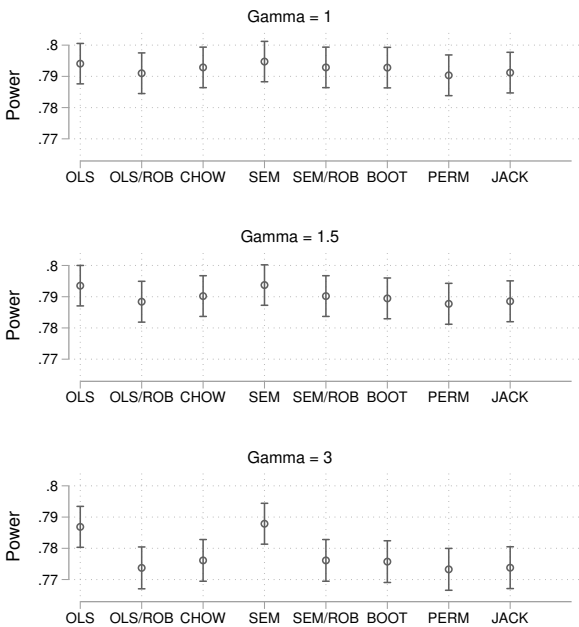 Gamma = 1
Power
.8
.79
.78
.77
OLS OLS/ROB CHOW SEM SEM/ROB BOOT PERM JACK
Gamma = 1.5
Power
.8
.79
.78
.77
OLS OLS/ROB CHOW SEM SEM/ROB BOOT PERM JACK
Gamma = 3
Power
.8
.79
.78
.77
OLS OLS/ROB CHOW SEM SEM/ROB BOOT PERM JACK